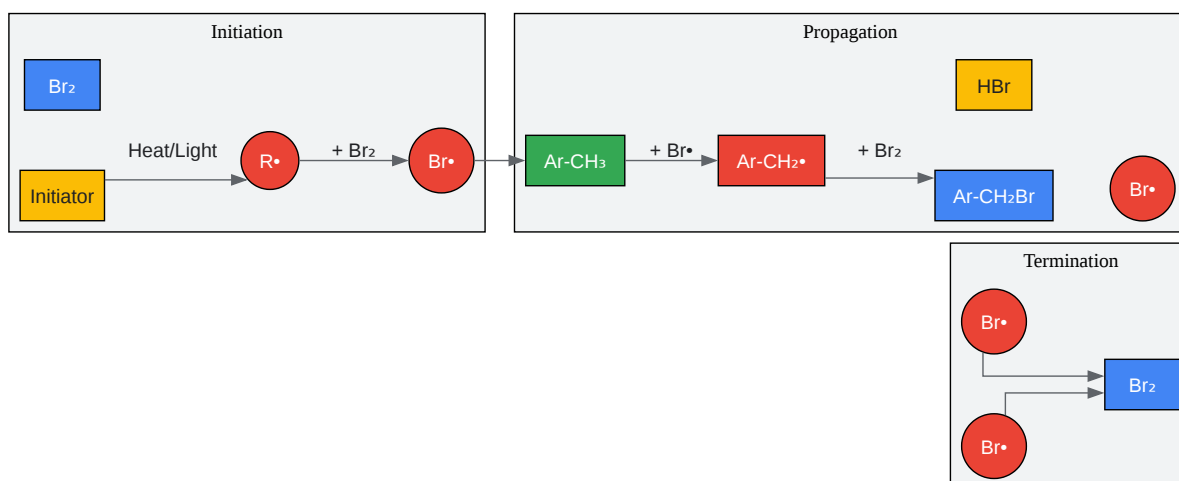 Initiation
Br₂
Heat/Light
Initiator
R•
+ Br₂
Br•
Propagation
HBr
Ar-CH₃
+ Br•
Ar-CH₂•
+ Br₂
Ar-CH₂Br
Br•
Termination
Br•
Br₂
Br•